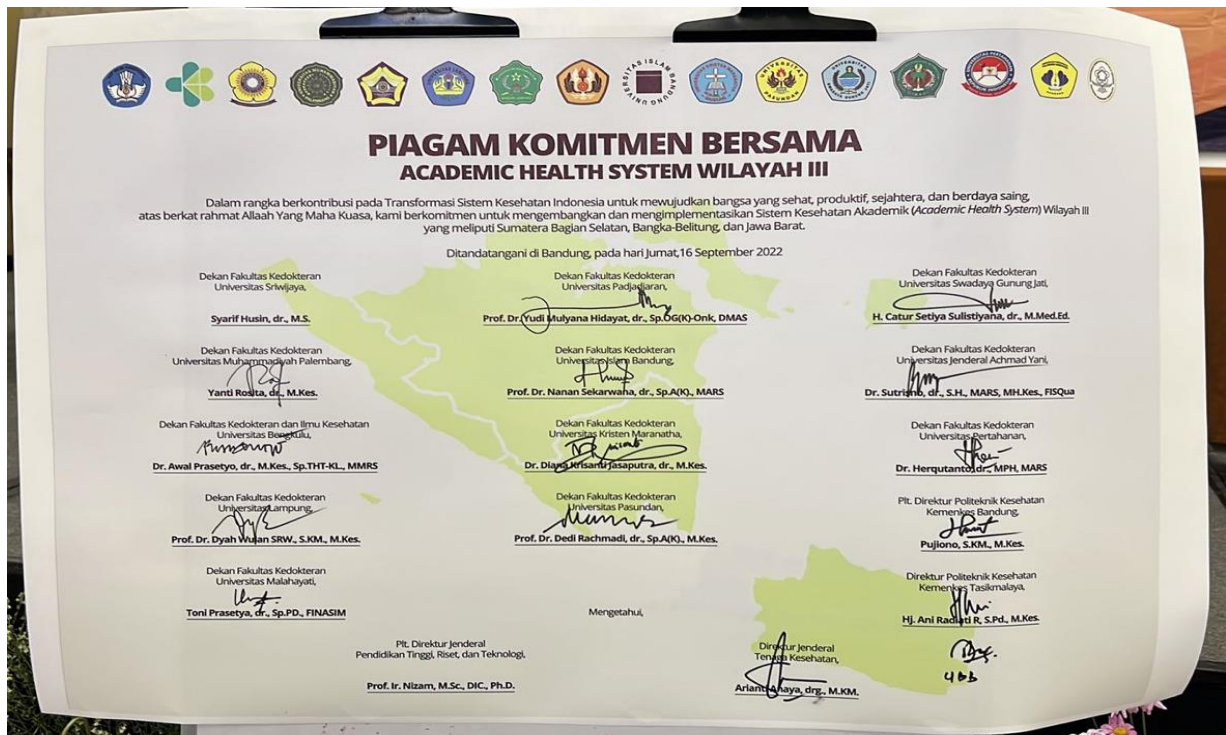 UNIVERSITAS ISLAM BANDUNG
UNIVERSITAS
PASUNDAN
PIAGAM KOMITMEN BERSAMA
ACADEMIC HEALTH SYSTEM WILAYAH III
Dalam rangka berkontribusi pada Transformasi Sistem Kesehatan Indonesia untuk mewujudkan bangsa yang sehat, produktif, sejahtera, dan berdaya saing,
atas berkat rahmat Allaah Yang Maha Kuasa, kami berkomitmen untuk mengembangkan dan mengimplementasikan Sistem Kesehatan Akademik (Academic Health System) Wilayah III
yang meliputi Sumatera Bagian Selatan, Bangka-Belitung, dan Jawa Barat.
Ditandatangani di Bandung, pada hari Jumat,16 September 2022
Dekan Fakultas Kedokteran
Universitas Sriwijaya,
Syarif Husin, dr., M.S.
Dekan Fakultas Kedokteran
Universitas Padjadjaran,
Prof. Dr. Yudi Mulyana Hidayat, dr., Sp.OG(K)-Onk, DMAS
Dekan Fakultas Kedokteran
Universitas Swadaya Gunung Jati,
H. Catur Setiya Sulistiyana, dr., M.Med.Ed.
Dekan Fakultas Kedokteran
Universitas Muhammadiyah Palembang,
Yanti Rosita, dr., M.Kes.
Dekan Fakultas Kedokteran
Universitas Islam Bandung,
Prof. Dr. Nanan Sekarwana, dr., Sp.A(K)., MARS
Dekan Fakultas Kedokteran
Universitas Jenderal Achmad Yani,
Dr. Sutrisno, dr., S.H., MARS, MH.Kes, FISQua
Dekan Fakultas Kedokteran dan Ilmu Kesehatan
Universitas Bengkulu,
Dr. Awal Prasetyo, dr., M.Kes., Sp.THT-KL., MMRS
Dekan Fakultas Kedokteran
Universitas Kristen Maranatha,
Dr. Diana Krisanti Jasaputra, dr., M.Kes.
Dekan Fakultas Kedokteran
Universitas Pertahanan,
Dr. Herqutanto, dr., MPH, MARS
Dekan Fakultas Kedokteran
Universitas Lampung,
Prof. Dr. Dyah Wulan SRW., S.KM., M.Kes.
Dekan Fakultas Kedokteran
Universitas Pasundan,
Prof. Dr. Dedi Rachmadi, dr., Sp.A(K)., M.Kes.
Plt. Direktur Politeknik Kesehatan
Kemenkes Bandung,
Pujiono, S.KM., M.Kes.
Dekan Fakultas Kedokteran
Universitas Malahayati,
Toni Prasetya, dr., Sp.PD., FINASIM
Direktur Politeknik Kesehatan
Kemenkes Tasikmalaya,
Hj. Ani Radiati R, S.Pd., M.Kes.
Mengetahui,
Plt. Direktur Jenderal
Pendidikan Tinggi, Riset, dan Teknologi,
Prof. Ir. Nizam, M.Sc., DIC., Ph.D.
Direktur Jenderal
Tenaga Kesehatan,
Arianti Anaya, drg., M.KM.
UBB